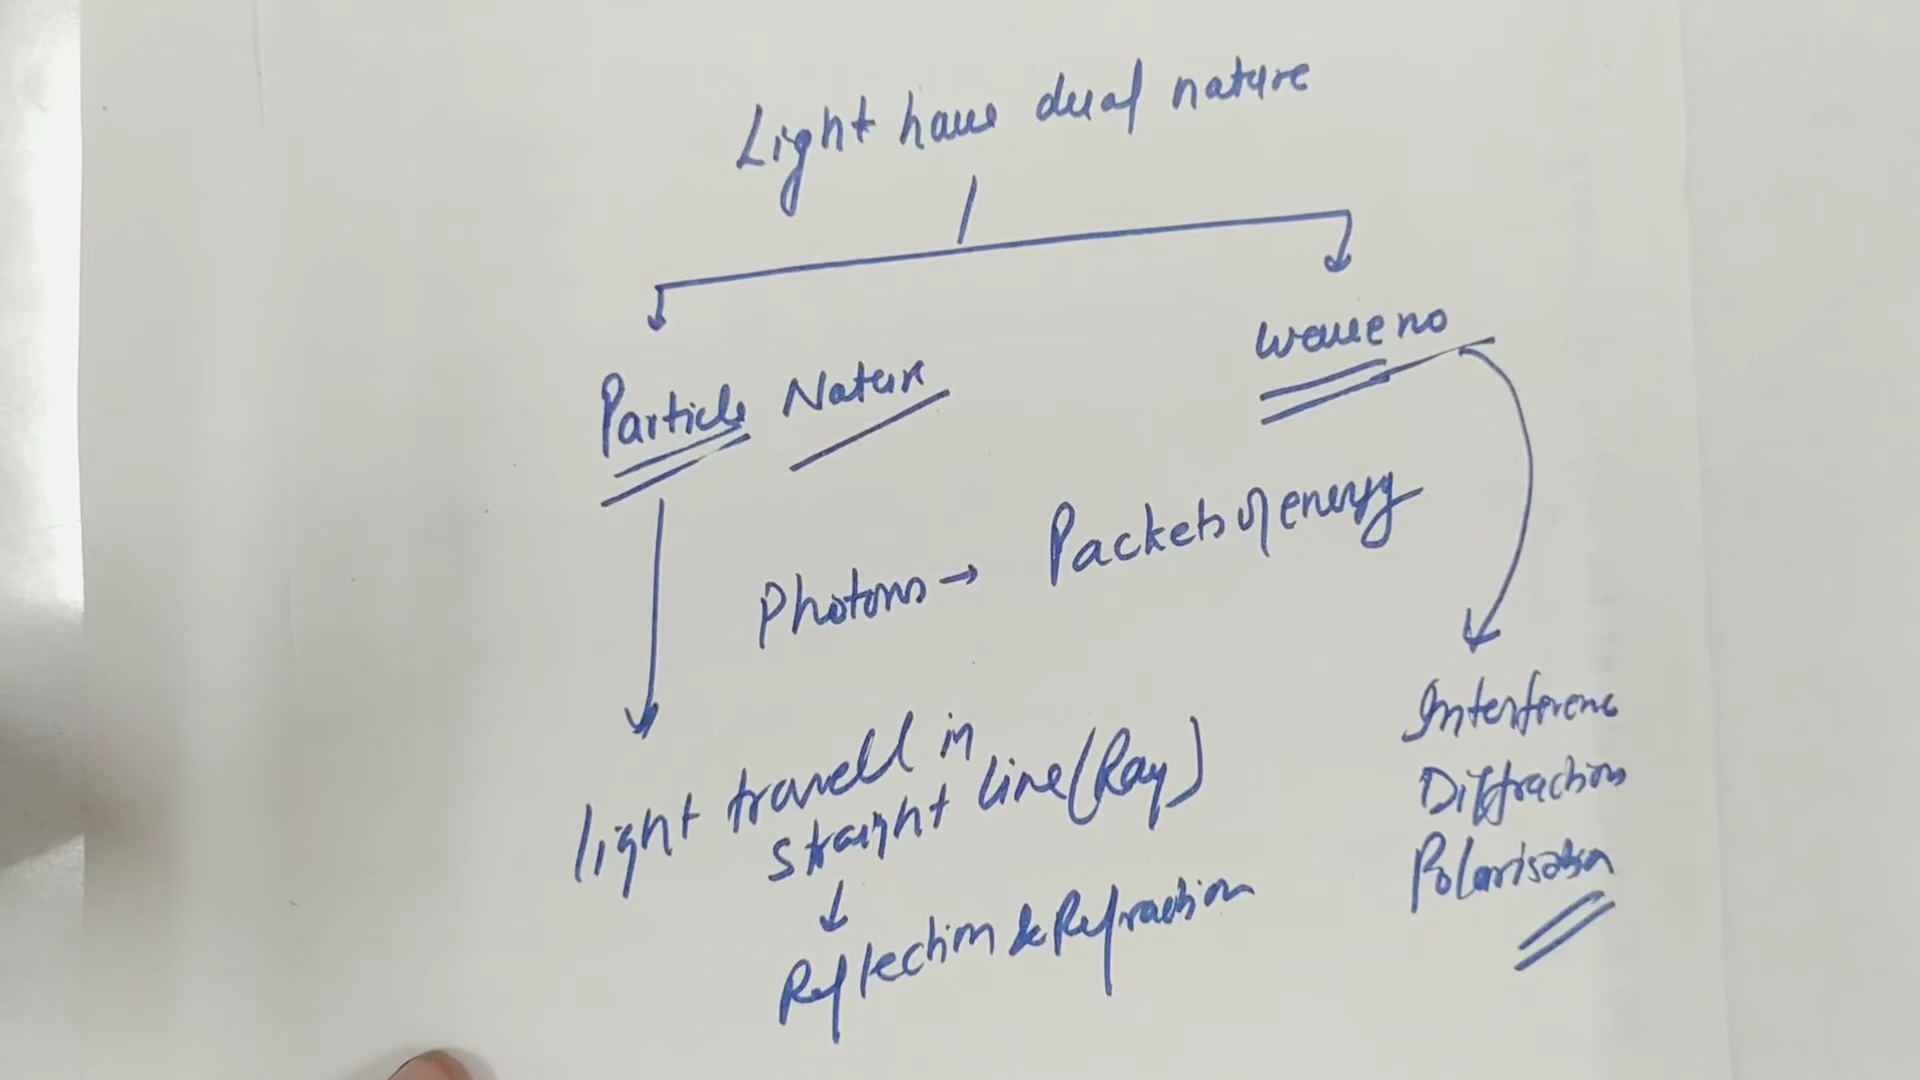 Light have dual nature
Particle Nature
wave no
Photons → Packets of energy
light travell in
straight line (Ray)
↓
Reflection & Refraction
Interference
Diffraction
Polarisation